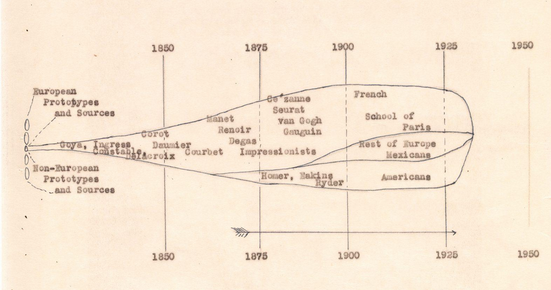 1850 1875 1900 1925 1950
European
Prototypes
and Sources
Ce'zanne
French
Seurat
van Gogh
Gauguin
Manet
Renoir
Degas
School of
Paris
Corot
Goya, Ingres
Daumier
Constable,
Delacroix
Courbet
Impressionists
Rest of Europe
Mexicans
Non-European
Prototypes
and Sources
Homer, Eakins
Ryder
Americans
1850 1875 1900 1925 1950